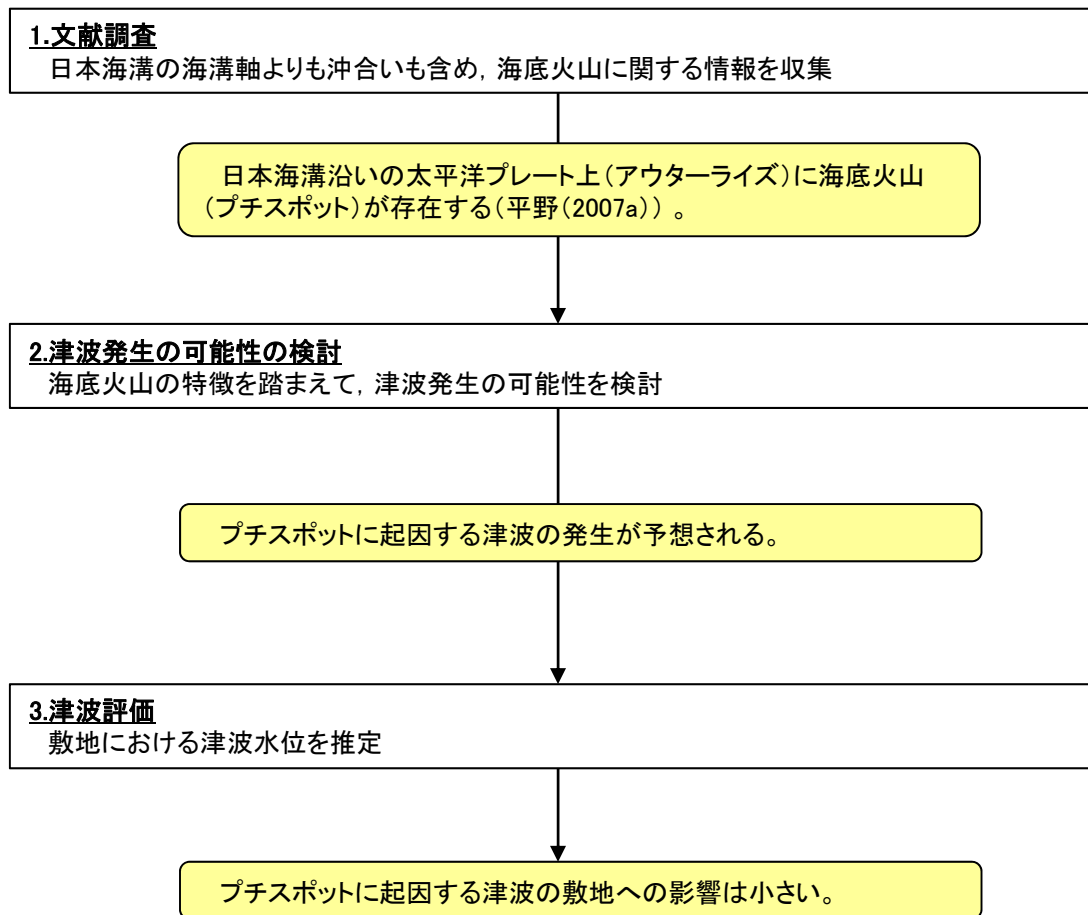 1.文献調査
日本海溝の海溝軸よりも沖合いも含め，海底火山に関する情報を収集
日本海溝沿いの太平洋プレート上（アウターライズ）に海底火山
（プチスポット）が存在する（平野（2007a））。
2.津波発生の可能性の検討
海底火山の特徴を踏まえて，津波発生の可能性を検討
プチスポットに起因する津波の発生が予想される。
3.津波評価
敷地における津波水位を推定
プチスポットに起因する津波の敷地への影響は小さい。